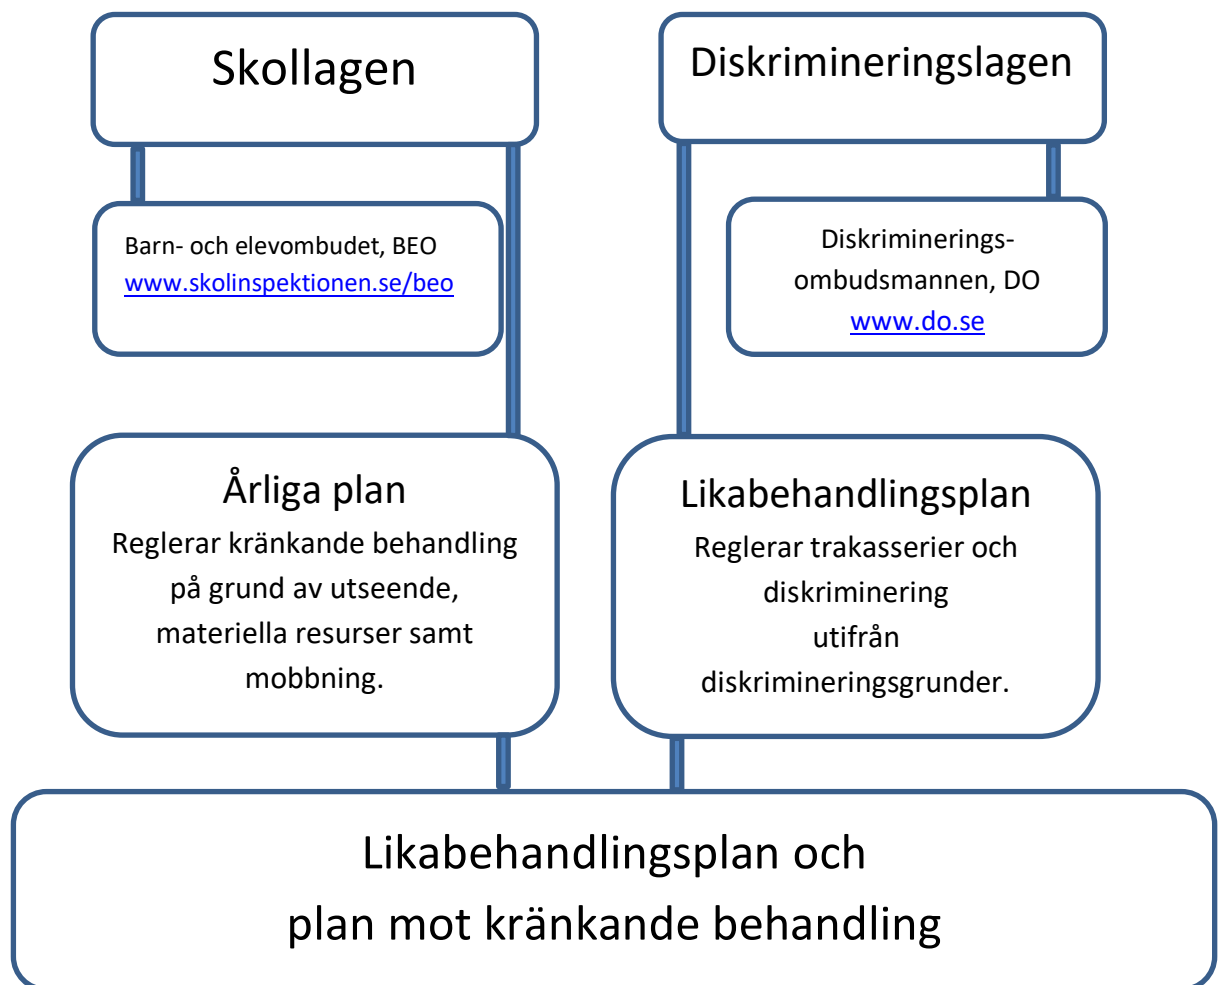 Skollagen
Diskrimineringslagen
Barn- och elevombudet, BEO
www.skolinspektionen.se/beo
Diskriminerings-
ombudsmannen, DO
www.do.se
Årliga plan
Reglerar kränkande behandling
på grund av utseende,
materiella resurser samt
mobbning.
Likabehandlingsplan
Reglerar trakasserier och
diskriminering
utifrån
diskrimineringsgrunder.
Likabehandlingsplan och
plan mot kränkande behandling